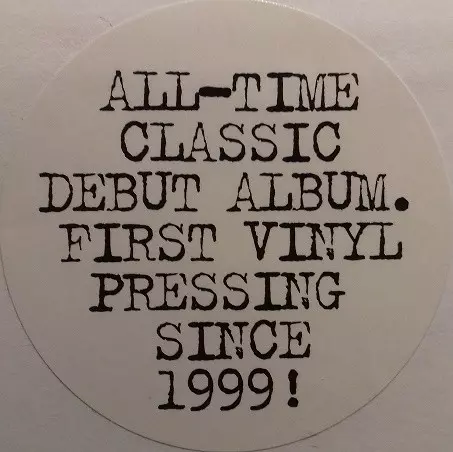 ALL-TIME
CLASSIC
DEBUT ALBUM.
FIRST VINYL
PRESSING
SINCE
1999!